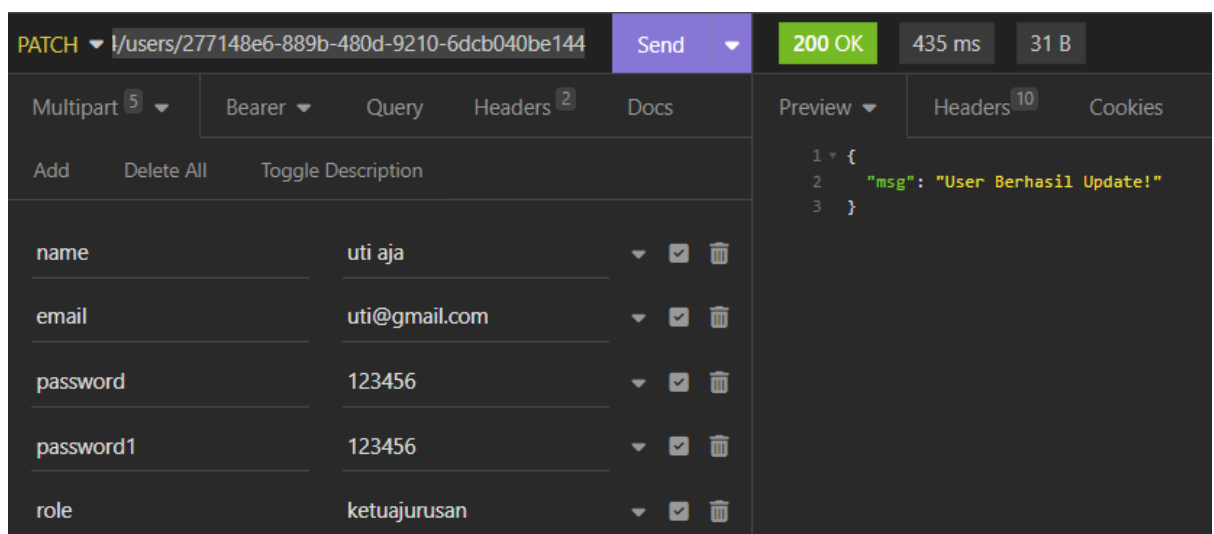 PATCH /users/277148e6-889b-480d-9210-6dcb040be144 Send 200 OK 435 ms 31 B
Multipart 5 Bearer Query Headers 2 Docs Preview Headers 10 Cookies
Add Delete All Toggle Description
1 {
2 "msg": "User Berhasil Update!"
3 }
name uti aja
email uti@gmail.com
password 123456
password1 123456
role ketuajurusan